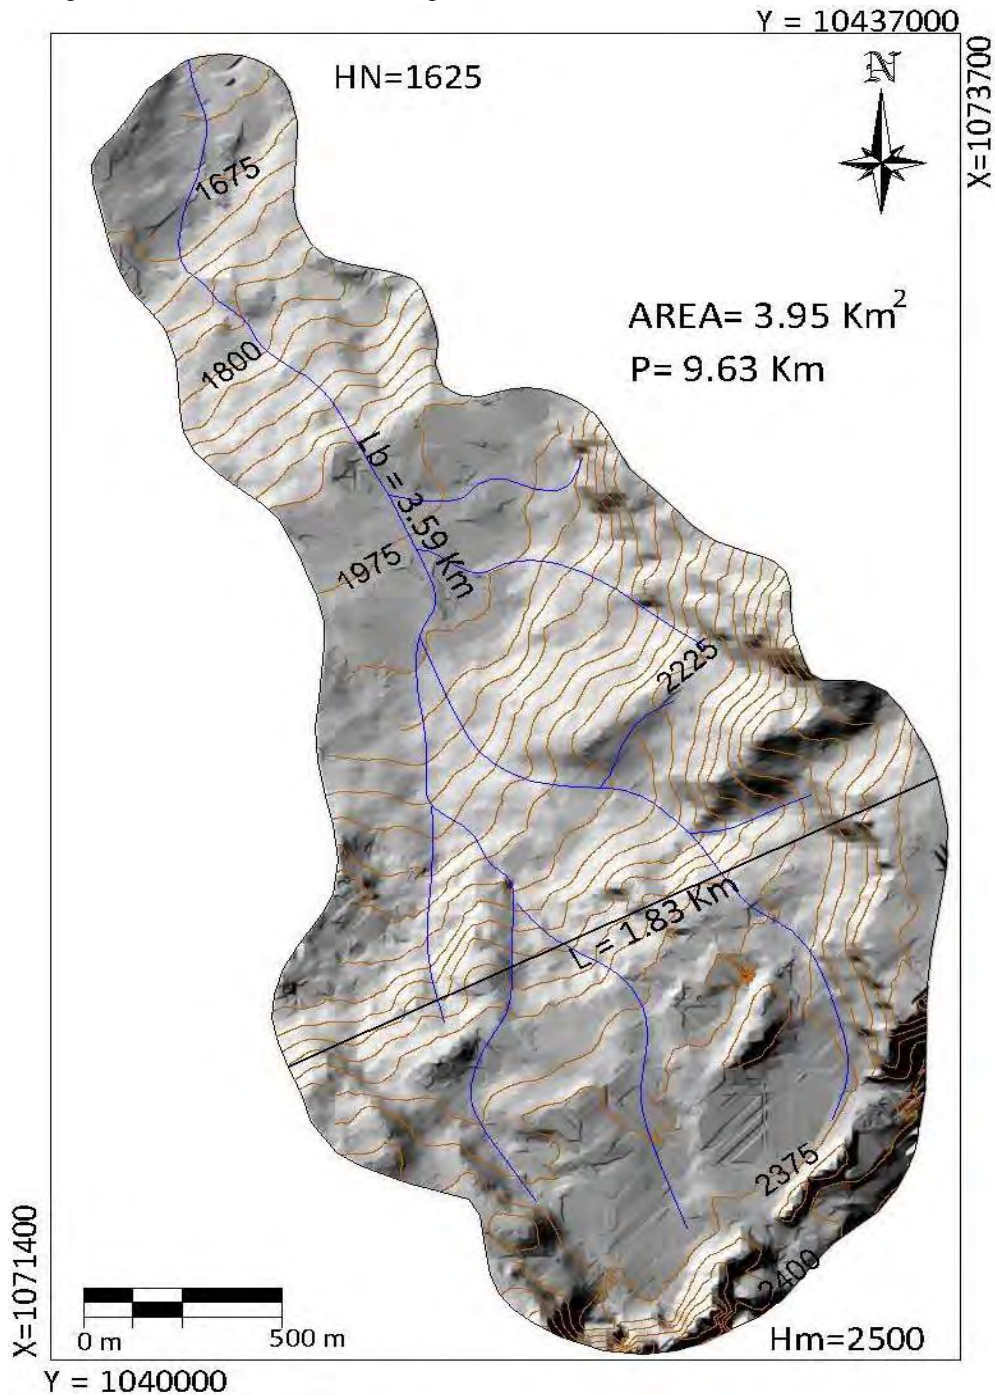 Y = 10437000
HN=1625
N
X=1073700
1675
AREA= 3.95 Km2
P= 9.63 Km
1800
Lb = 3.59 Km
1975
2225
L = 1.83 Km
2375
2400
X=1071400
0 m 500 m
Hm=2500
Y = 1040000